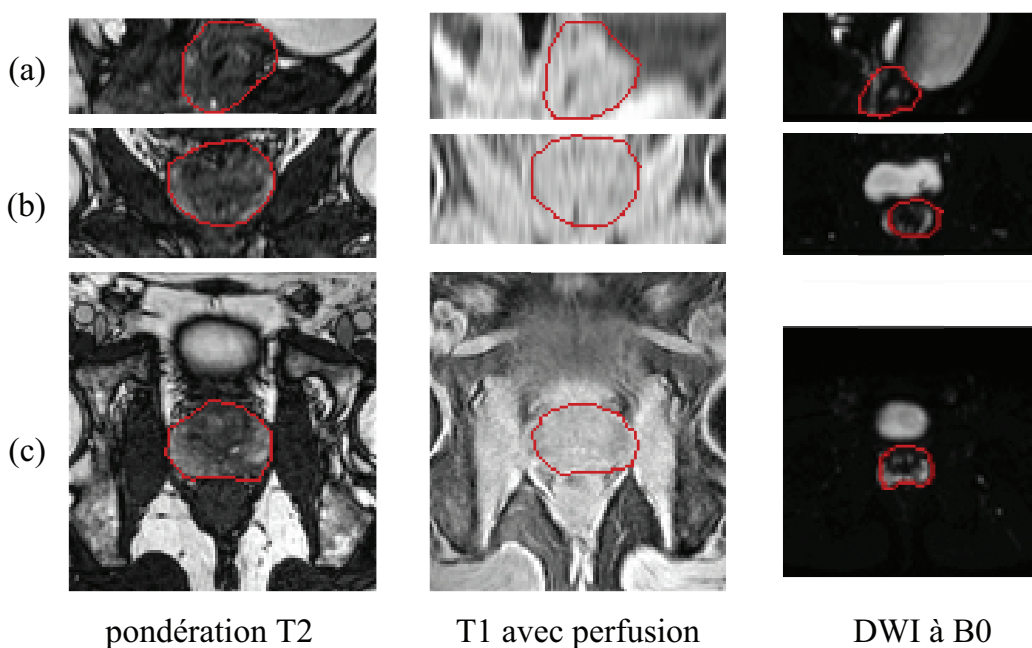 (a)
(b)
(c)
pondération T2
T1 avec perfusion
DWI à B0